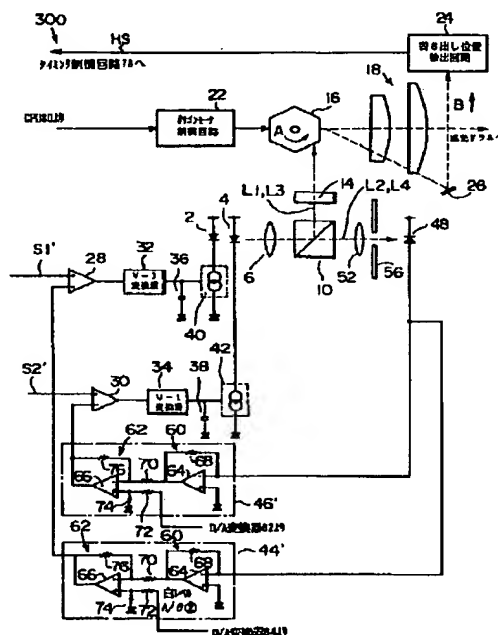 300
HS
タイミング制御回路78へ
24
書き出し位置
検出回路
18
22
16
B
A
CPU80より
ポリゴンモータ
制御回路
感光ドラムへ
26
14
L1,L3
L2,L4
4
2
48
32
S1'
28
V-I
変換器
36
6
10
52
56
40
34
42
S2'
30
V-I
変換器
38
62
60
76
70
68
66
64
74
72
46'
D/A変換器82より
62
60
44'
76
70
68
66
64
74
72
D/A変換器84より